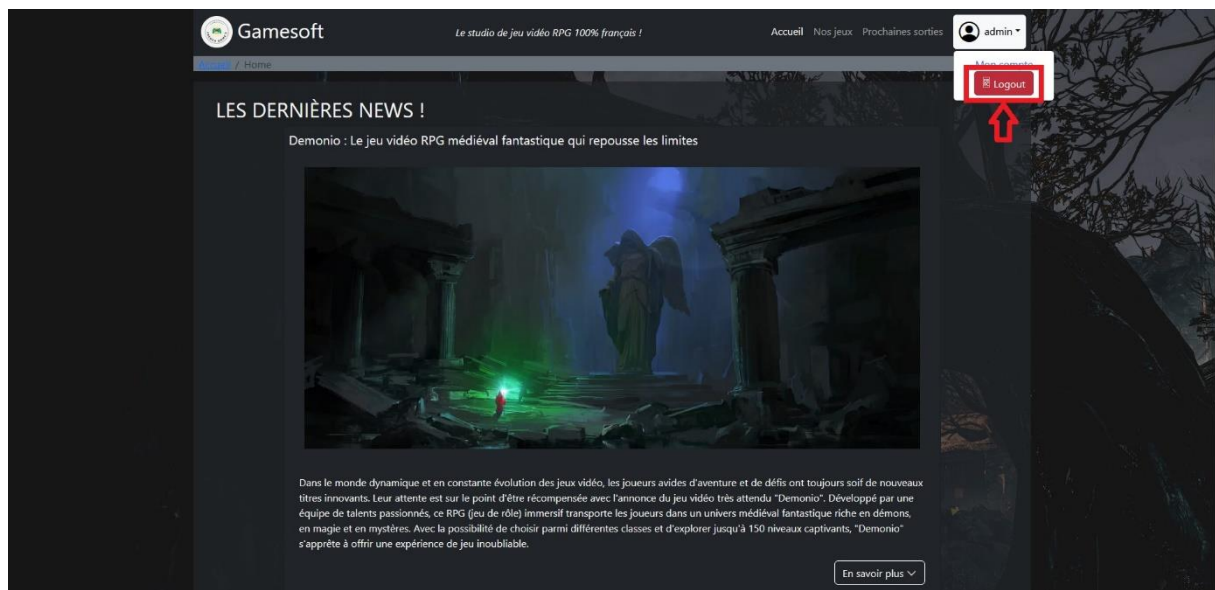 Gamesoft
Le studio de jeu vidéo RPG 100% français !
Accueil Nos jeux Prochaines sorties
admin
Accueil / Home
Mon compte
Logout
LES DERNIÈRES NEWS !
Demonio : Le jeu vidéo RPG médiéval fantastique qui repousse les limites
Dans le monde dynamique et en constante évolution des jeux vidéo, les joueurs avides d'aventure et de défis ont toujours soif de nouveaux
titres innovants. Leur attente est sur le point d'être récompensée avec l'annonce du jeu vidéo très attendu "Demonio". Développé par une
équipe de talents passionnés, ce RPG (jeu de rôle) immersif transporte les joueurs dans un univers médiéval fantastique riche en démons,
en magie et en mystères. Avec la possibilité de choisir parmi différentes classes et d'explorer jusqu'à 150 niveaux captivants, "Demonio"
s'apprête à offrir une expérience de jeu inoubliable.
En savoir plus